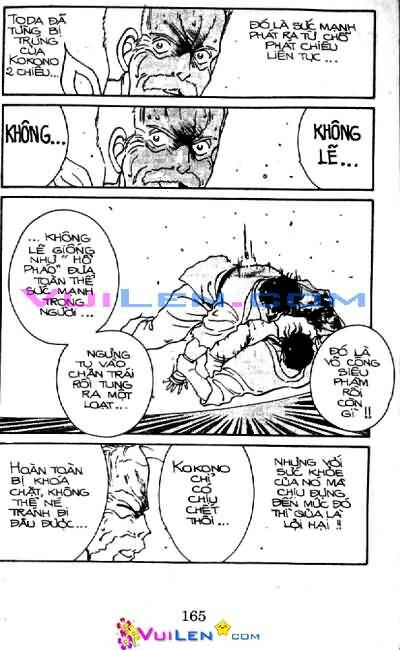 TODA ĐÃ
TỪNG BỊ
TRÚNG
CỦA
KOKONO
2 CHIÊU...
ĐÓ LÀ SỨC MẠNH
PHÁT RA TỪ CHỖ
PHÁT CHIÊU
LIÊN TỤC...
KHÔNG...
KHÔNG
LẼ...
... KHÔNG
LẼ GIỐNG
NHƯ "HỔ
PHÁO" ĐƯA
TOÀN THỂ
SỨC MẠNH
TRONG
NGƯỜI...
VUILEN.COM
NGƯNG
TỤ VÀO
CHÂN TRÁI
RỒI TUNG
RA MỘT
LOẠT...
ĐÓ LÀ
VÕ CÔNG
SIÊU
PHÀM
RỒI
CÒN
GÌ!!
HOÀN TOÀN
BỊ KHÓA
CHẶT, KHÔNG
THỂ NÉ
TRÁNH ĐI
ĐÂU ĐƯỢC...
KOKONO
CHỈ
CÓ
CHỊU
CHẾT
THÔI...
NHƯNG VỚI
SỨC KHỎE
CỦA NÓ MÀ
CHỊU ĐỰNG
ĐẾN MỨC ĐÓ
THÌ QUẢ LÀ
LỢI HẠI!!
165
VUILEN.COM